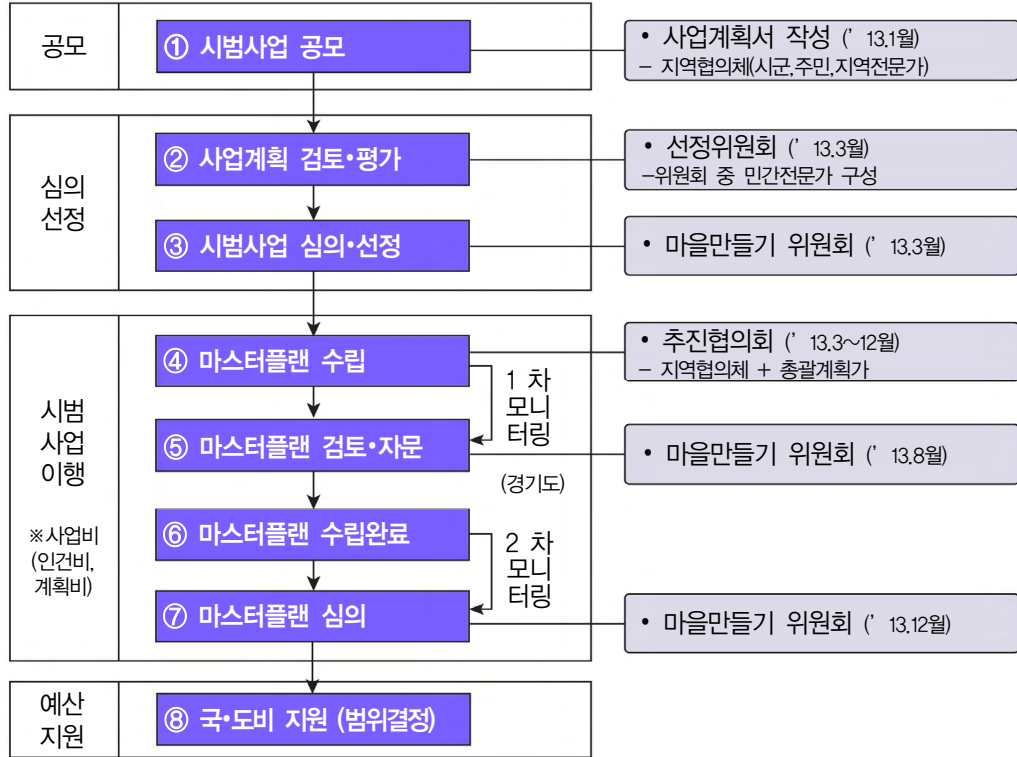 공모
① 시범사업 공모
• 사업계획서 작성 (’ 13.1월)
– 지역협의체(시군,주민,지역전문가)
심의
선정
② 사업계획 검토•평가
• 선정위원회 (’ 13.3월)
–위원회 중 민간전문가 구성
③ 시범사업 심의•선정
• 마을만들기 위원회 (’ 13.3월)
시범
사업
이행
※사업비
(인건비,
계획비)
④ 마스터플랜 수립
• 추진협의회 (’ 13.3~12월)
– 지역협의체 + 총괄계획가
1 차
모니
터링
⑤ 마스터플랜 검토•자문
• 마을만들기 위원회 (’ 13.8월)
(경기도)
⑥ 마스터플랜 수립완료
2 차
모니
터링
⑦ 마스터플랜 심의
• 마을만들기 위원회 (’ 13.12월)
예산
지원
⑧ 국•도비 지원 (범위결정)